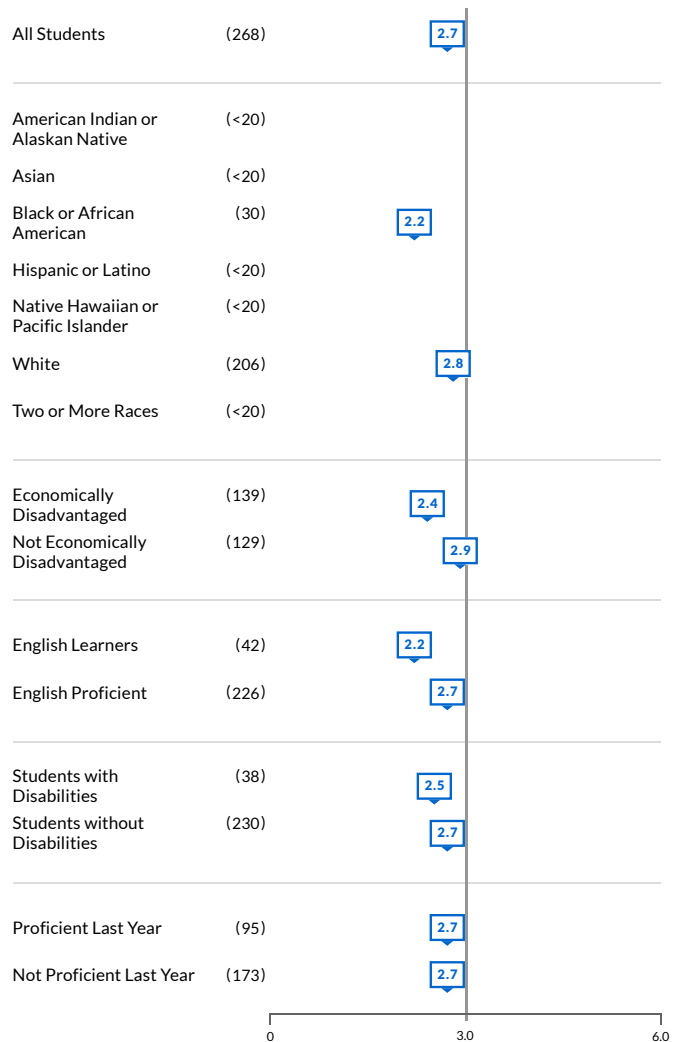 All Students (268) 2.7
American Indian or (<20)
Alaskan Native
Asian (<20)
Black or African (30) 2.2
American
Hispanic or Latino (<20)
Native Hawaiian or (<20)
Pacific Islander
White (206) 2.8
Two or More Races (<20)
Economically (139) 2.4
Disadvantaged
Not Economically (129) 2.9
Disadvantaged
English Learners (42) 2.2
English Proficient (226) 2.7
Students with (38) 2.5
Disabilities
Students without (230) 2.7
Disabilities
Proficient Last Year (95) 2.7
Not Proficient Last Year (173) 2.7
0 3.0 6.0